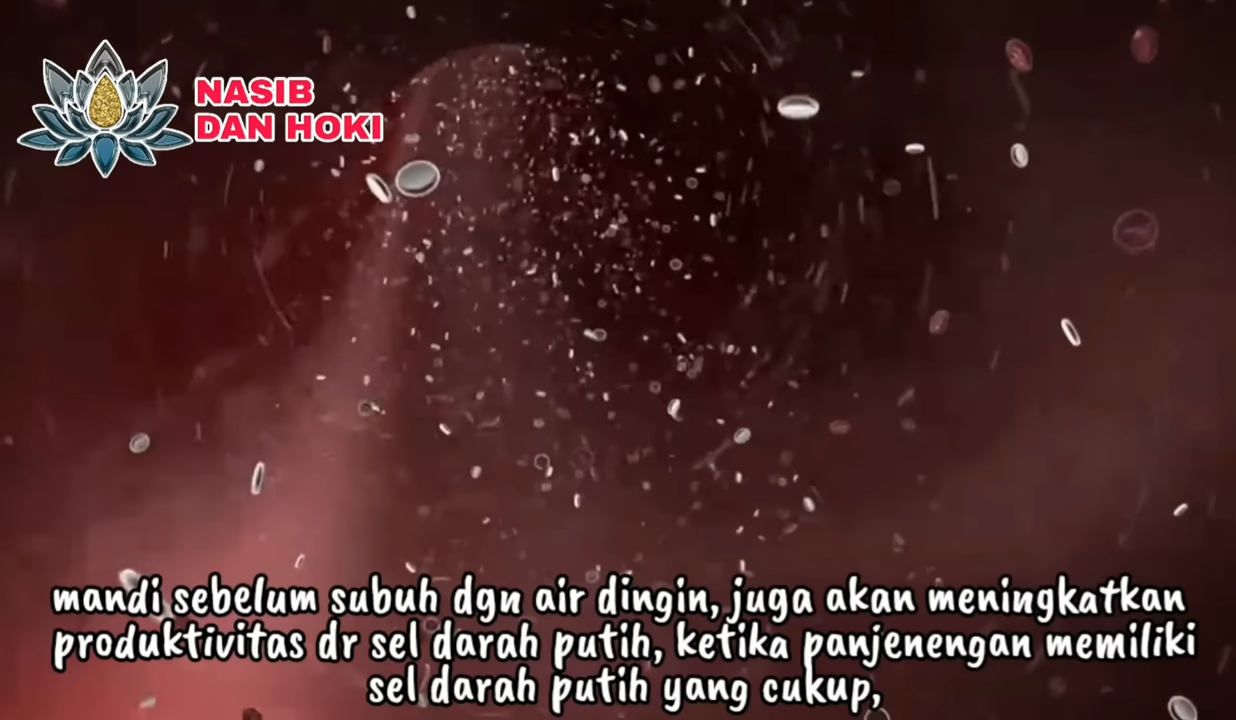 NASIB
DAN HOKI
mandi sebelum subuh dgn air dingin, juga akan meningkatkan
produktivitas dr sel darah putih, ketika panjenengan memiliki
sel darah putih yang cukup,